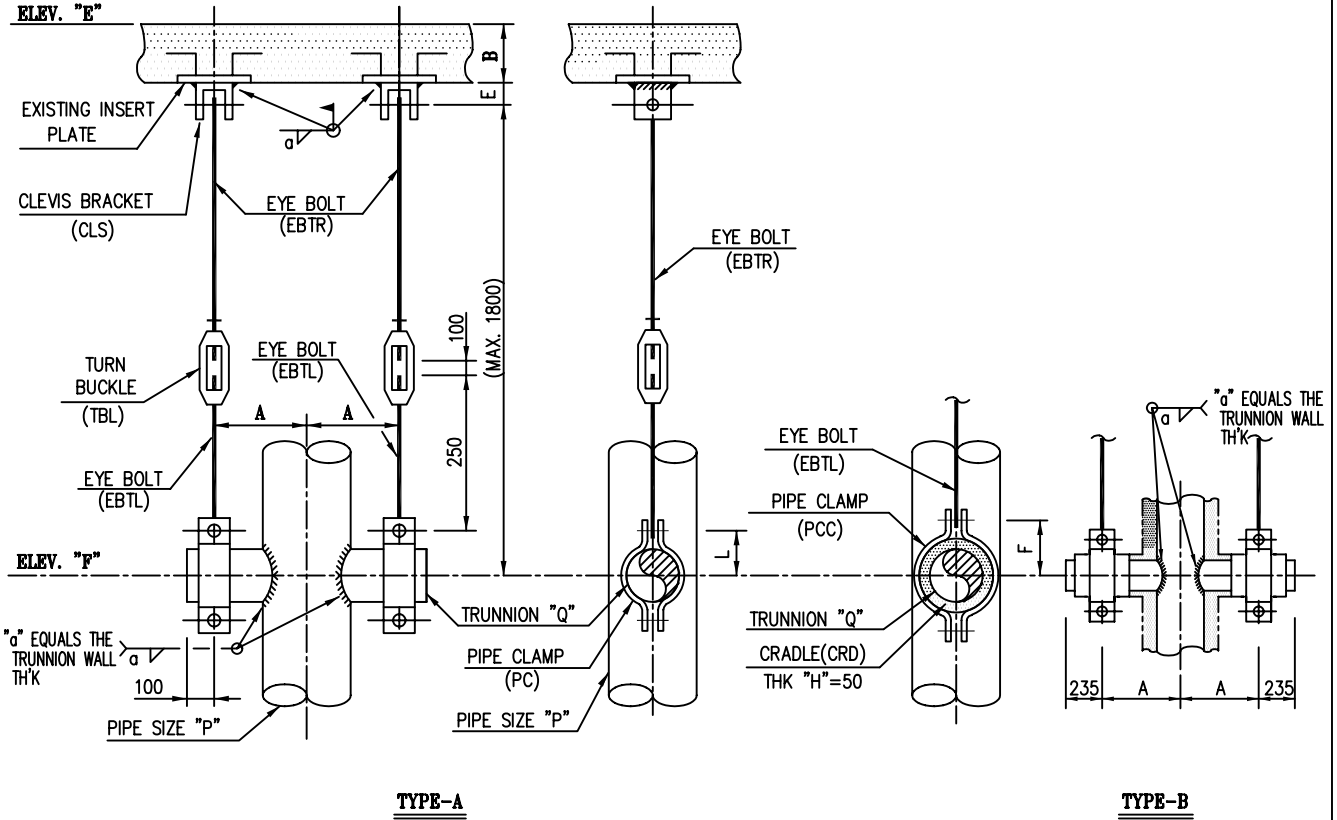 ELEV. "E"
B
E
EXISTING INSERT
PLATE
a
CLEVIS BRACKET
(CLS)
EYE BOLT
(EBTR)
EYE BOLT
(EBTR)
100
(MAX. 1800)
TURN
BUCKLE
(TBL)
EYE BOLT
(EBTL)
A
A
250
EYE BOLT
(EBTL)
EYE BOLT
(EBTL)
"a" EQUALS THE
TRUNNION WALL
TH'K
a
PIPE CLAMP
(PCC)
L
F
ELEV. "F"
TRUNNION "Q"
TRUNNION "Q"
"a" EQUALS THE
TRUNNION WALL
TH'K
a
PIPE CLAMP
(PC)
CRADLE(CRD)
THK "H"=50
100
235
A
A
235
PIPE SIZE "P"
PIPE SIZE "P"
TYPE-A
TYPE-B